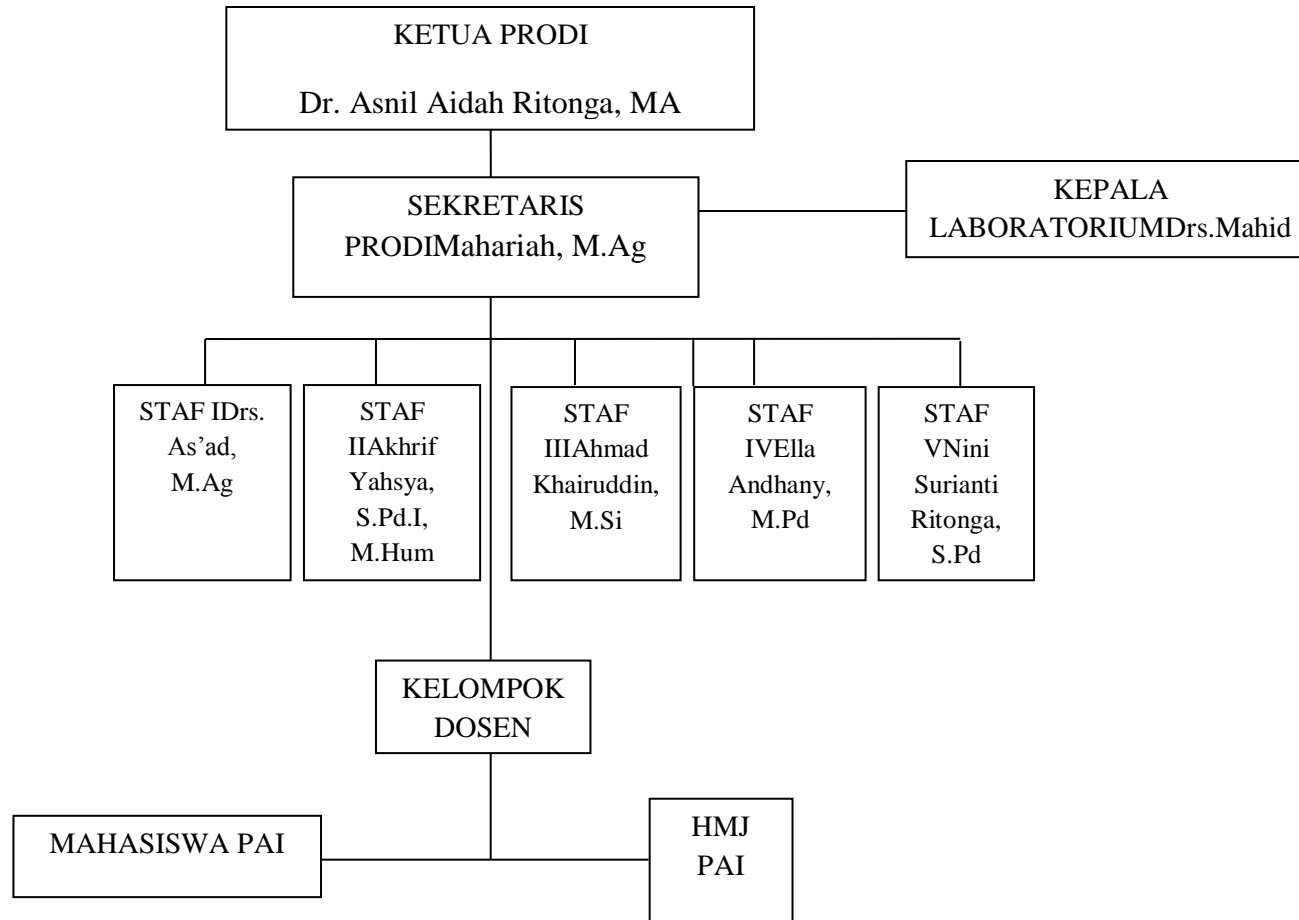 KETUA PRODI
Dr. Asnil Aidah Ritonga, MA
SEKRETARIS
PRODIMahariah, M.Ag
KEPALA
LABORATORIUMDrs.Mahid
STAF IDrs.
As’ad,
M.Ag
STAF
IIAkhrif
Yahsya,
S.Pd.I,
M.Hum
STAF
IIIAhmad
Khairuddin,
M.Si
STAF
IVElla
Andhany,
M.Pd
STAF
VNini
Surianti
Ritonga,
S.Pd
KELOMPOK
DOSEN
MAHASISWA PAI
HMJ
PAI